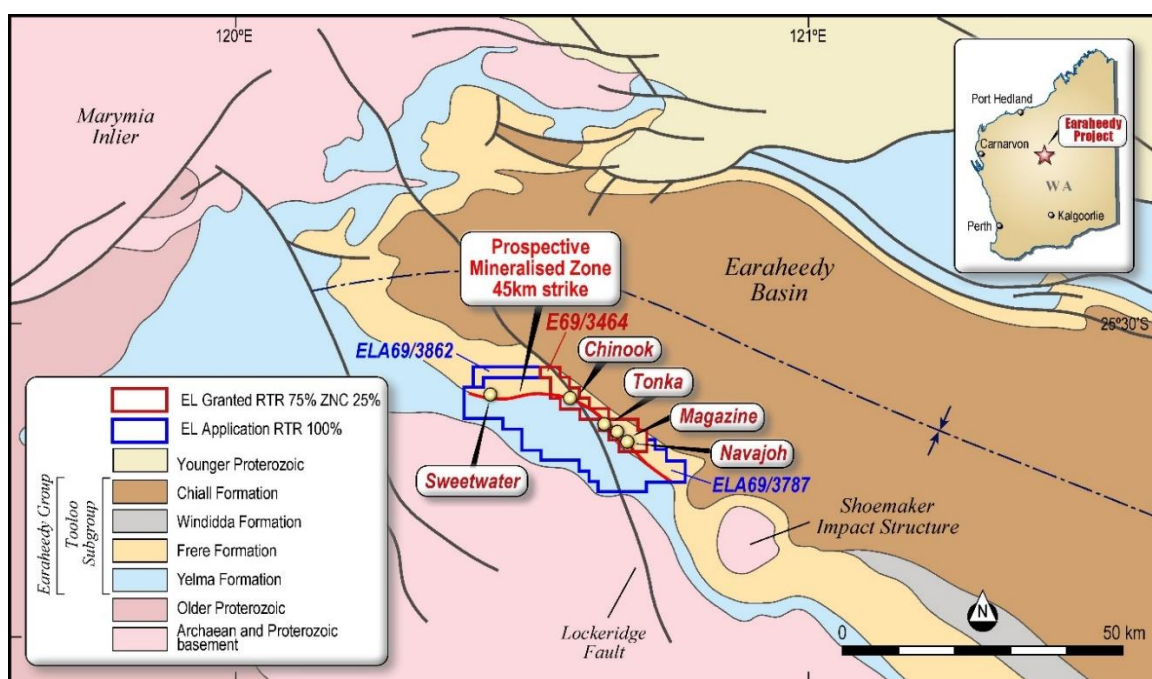 120°E
121°E
Marymia
Inlier
Port Hedland
Earaheedy
Project
Carnarvon
WA
Perth
Kalgoorlie
Prospective
Mineralised Zone
45km strike
Earaheedy
Basin
25º30'S
E69/3464
ELA69/3862
Chinook
Tonka
Magazine
Navajoh
Sweetwater
ELA69/3787
Shoemaker
Impact Structure
Lockeridge
Fault
EL Granted RTR 75% ZNC 25%
EL Application RTR 100%
Younger Proterozoic
Chiall Formation
Windidda Formation
Frere Formation
Yelma Formation
Older Proterozoic
Archaean and Proterozoic
basement
Earaheedy Group
Tooloo
Subgroup
N
0
50 km